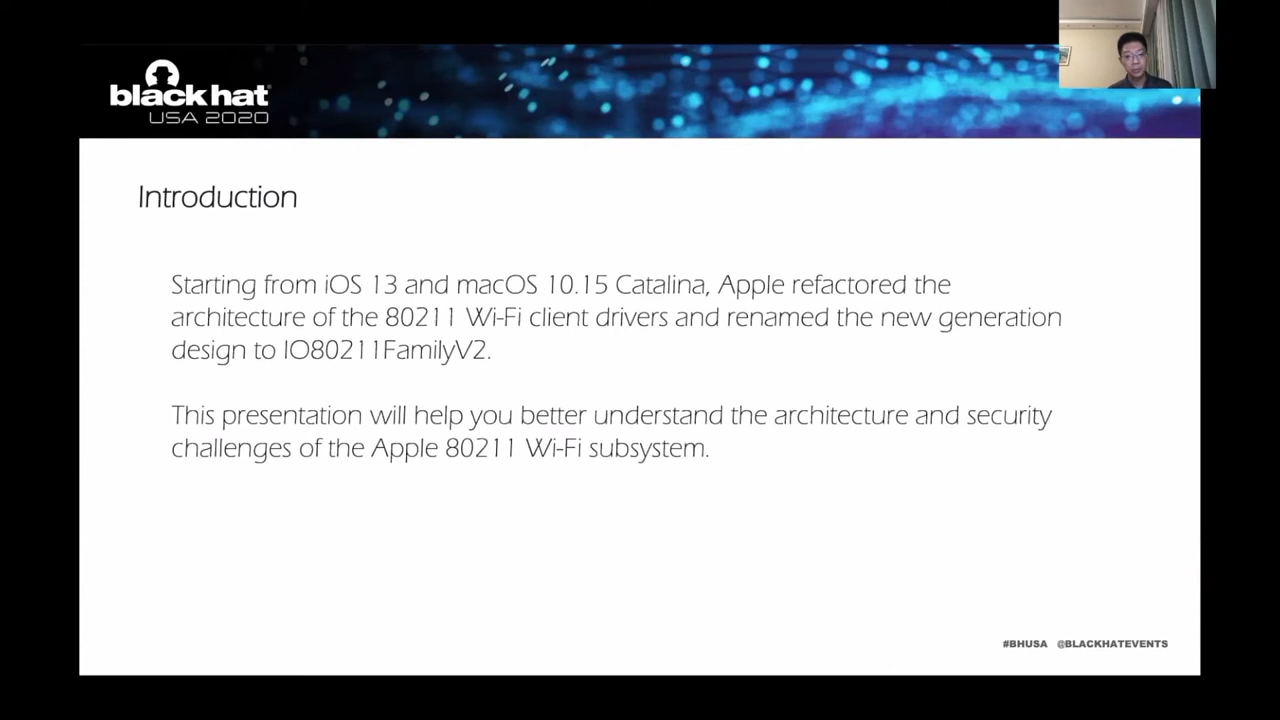 black hat
USA 2020
Introduction
Starting from iOS 13 and macOS 10.15 Catalina, Apple refactored the
architecture of the 80211 Wi-Fi client drivers and renamed the new generation
design to IO80211FamilyV2.
This presentation will help you better understand the architecture and security
challenges of the Apple 80211 Wi-Fi subsystem.
#BHUSA @BLACKHATEVENTS